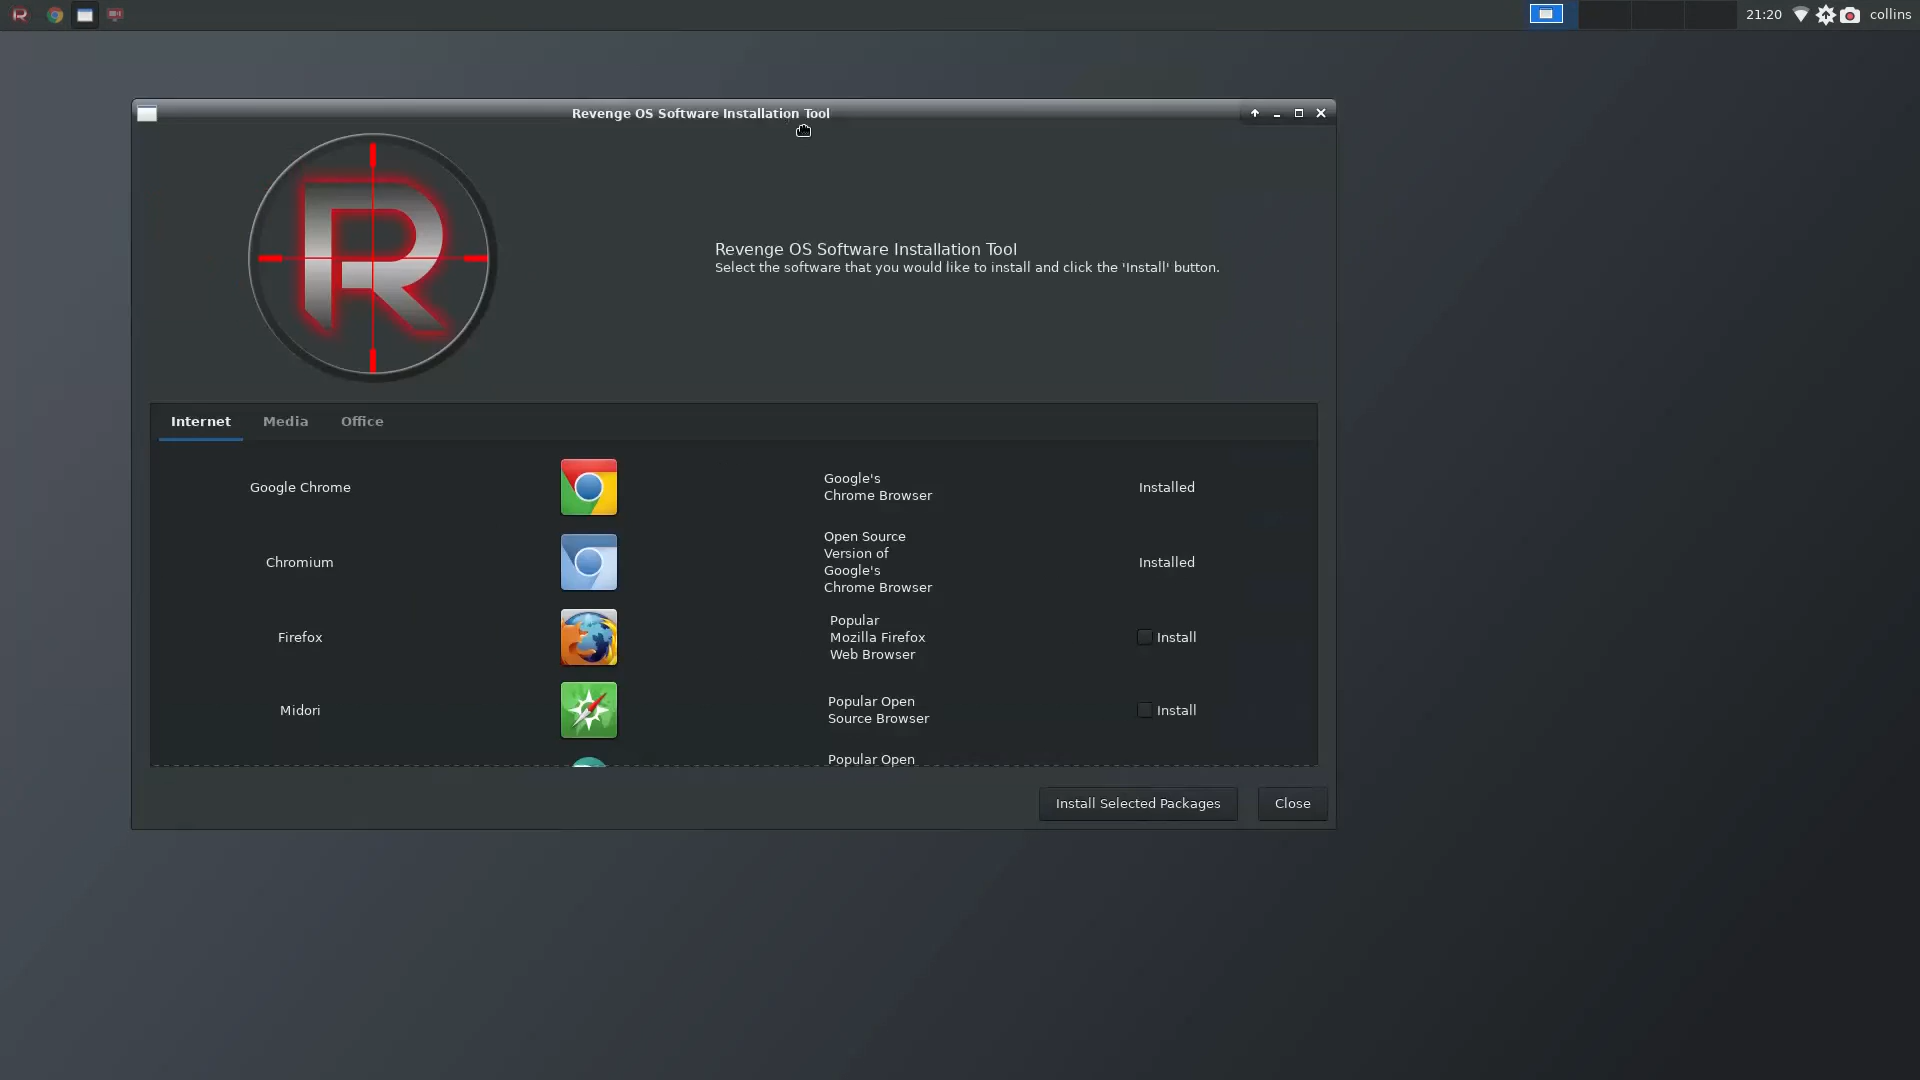 21:20
collins
Revenge OS Software Installation Tool
R
Revenge OS Software Installation Tool
Select the software that you would like to install and click the 'Install' button.
Internet
Media
Office
Google Chrome
Google's
Chrome Browser
Installed
Chromium
Open Source
Version of
Google's
Chrome Browser
Installed
Firefox
Popular
Mozilla Firefox
Web Browser
Install
Midori
Popular Open
Source Browser
Install
Popular Open
Install Selected Packages
Close